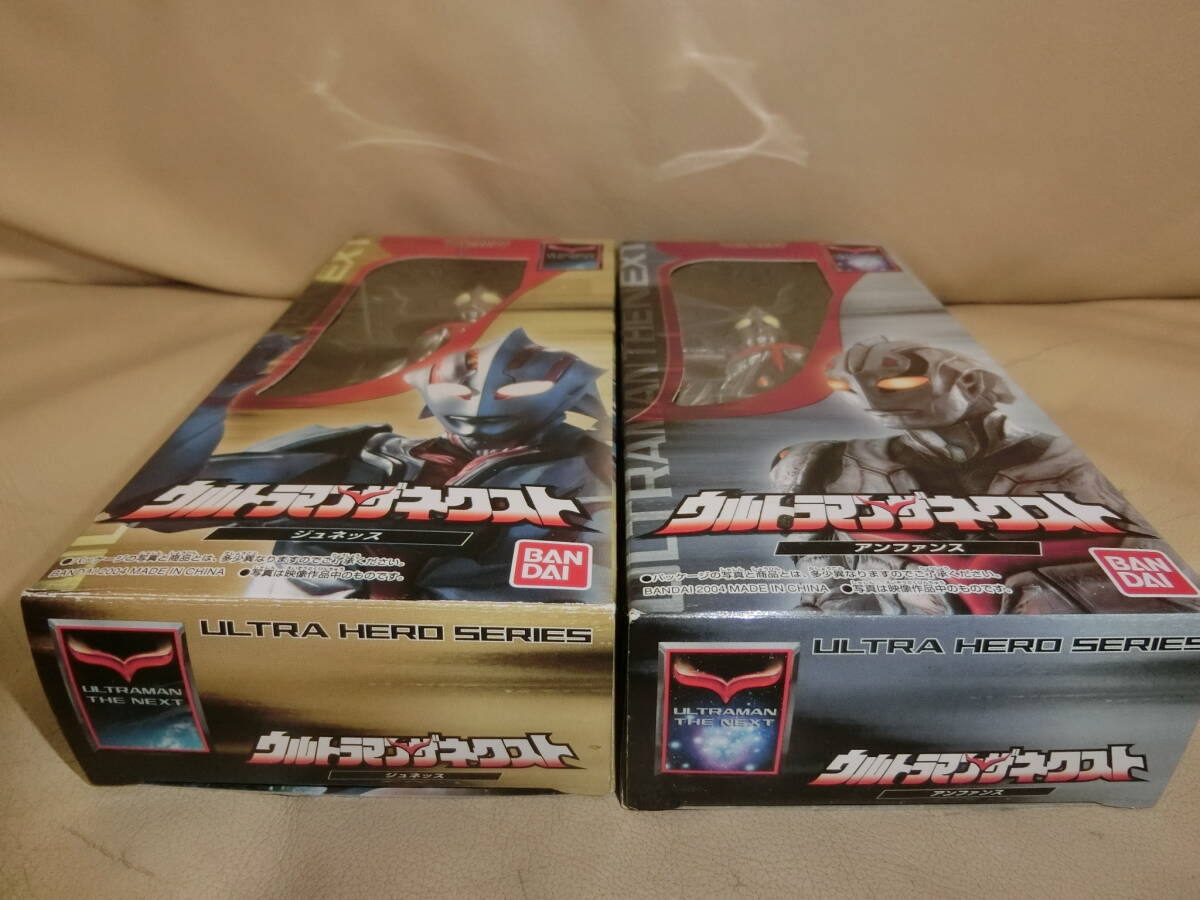 EX
ウルトラマンザネクスト
ジュネッス
●パッケージの写真と商品とは、多少異なりますのでご了承ください。
BANDAI 2004 MADE IN CHINA ●写真は映像作品中のものです。
BAN
DAI
ULTRA HERO SERIES
ULTRAMAN
THE NEXT
ウルトラマンザネクスト
ジュネッス
ULTRAMAN THE NEXT
ウルトラマンザネクスト
アンファンス
●パッケージの写真と商品とは、多少異なりますのでご了承ください。
BANDAI 2004 MADE IN CHINA ●写真は映像作品中のものです。
BAN
DAI
ULTRA HERO SERIES
ULTRAMAN
THE NEXT
ウルトラマンザネクスト
アンファンス